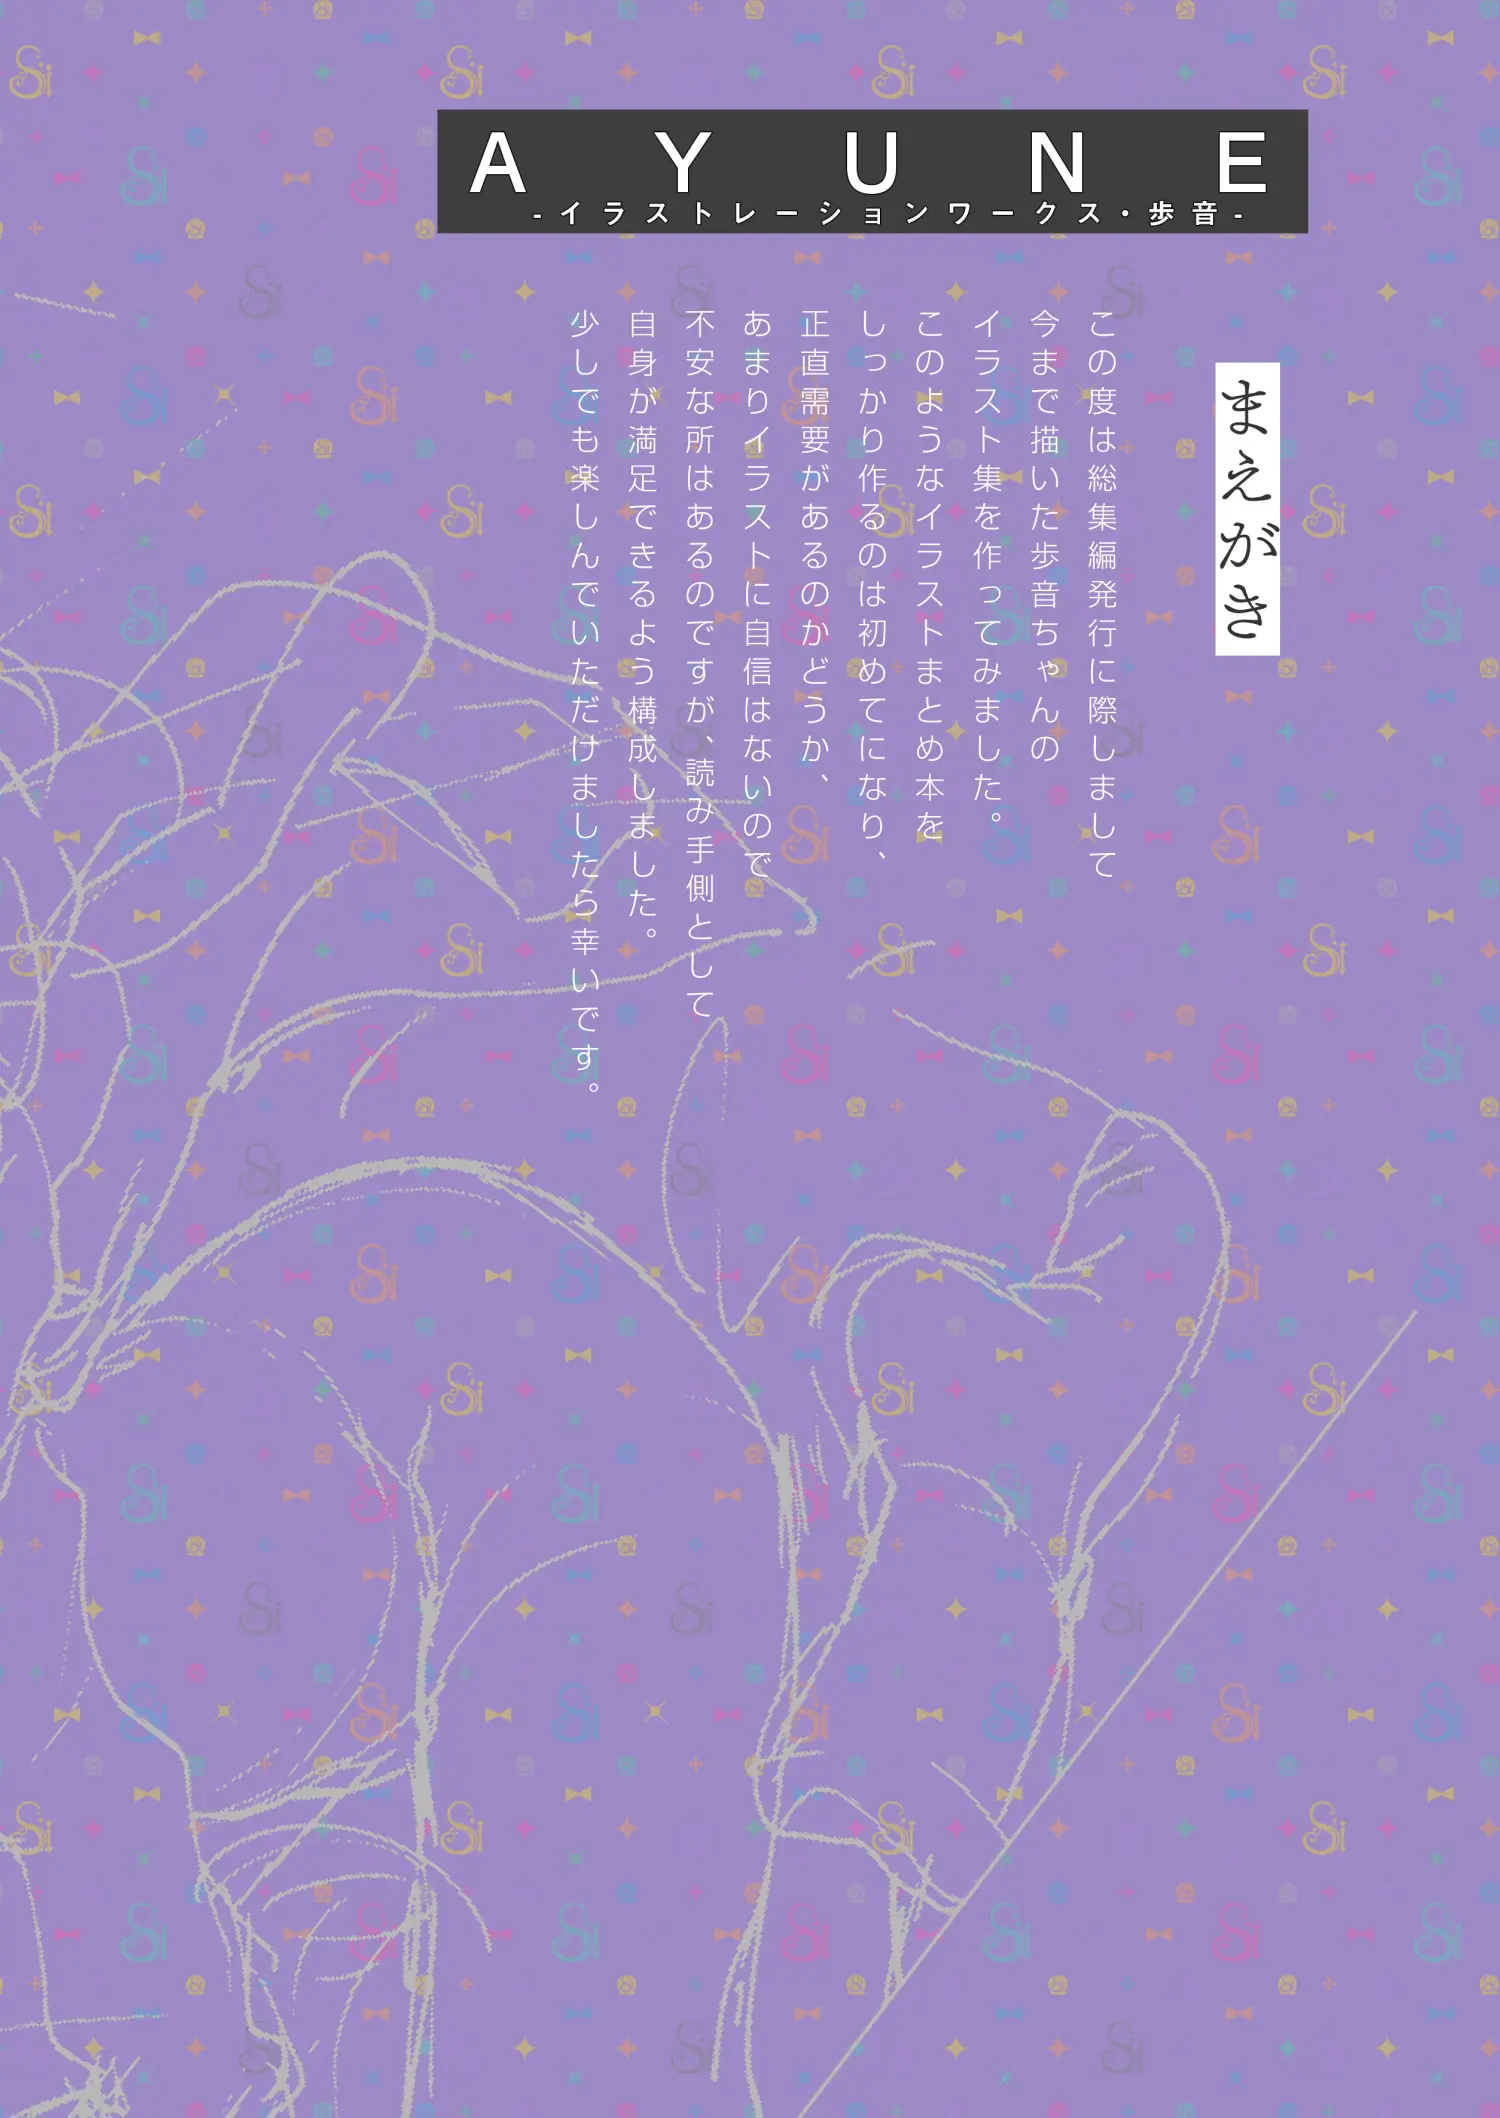 AYUNE
-イラストレーションワークス・歩音-
まえがき
この度は総集編発行に際しまして
今まで描いた歩音ちゃんの
イラスト集を作ってみました。
このようなイラストまとめ本を
しっかり作るのは初めてになり、
正直需要があるのかどうか、
あまりイラストに自信はないので
不安な所はあるのですが、読み手側として
自身が満足できるよう構成しました。
少しでも楽しんでいただけましたら幸いです。